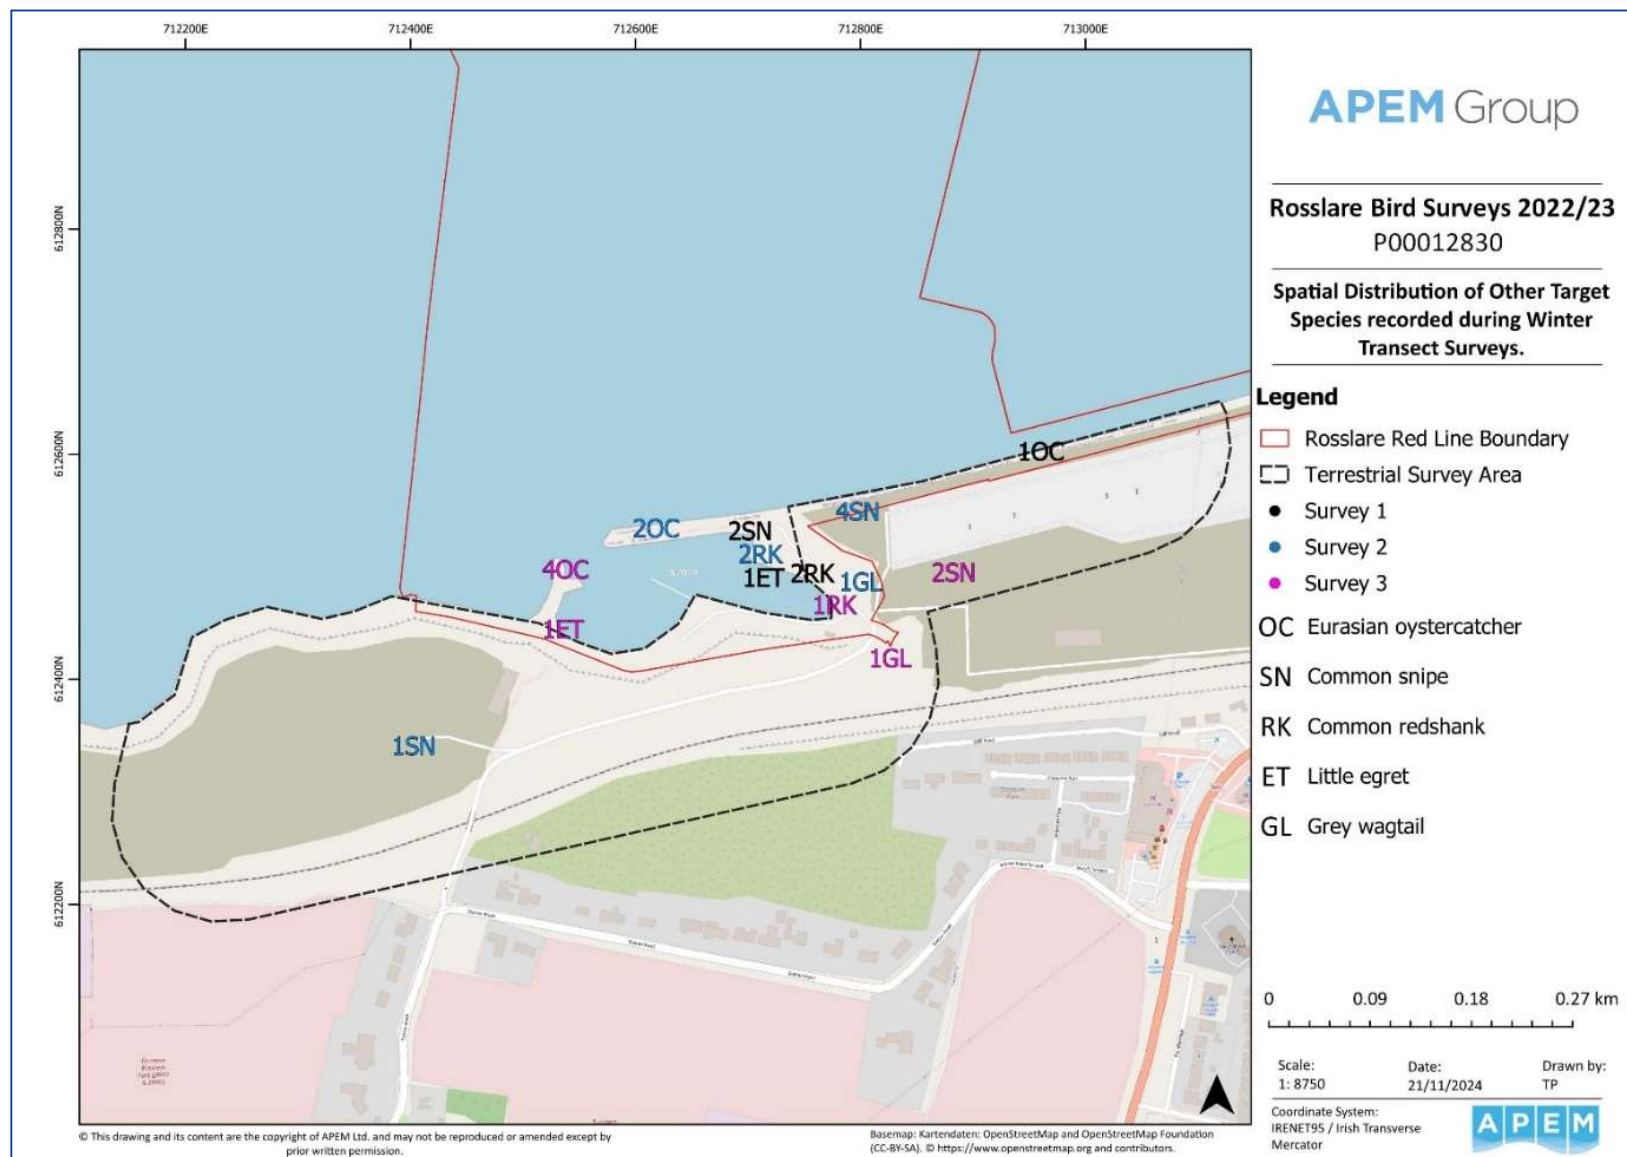 712200E
712400E
712600E
712800E
713000E
612800N
612600N
612400N
612200N
1OC
4SN
2OC
2SN
2RK
1ET
2RK
1GL
2SN
4OC
1RK
1ET
1GL
1SN
APEM Group
Rosslare Bird Surveys 2022/23
P00012830
Spatial Distribution of Other Target
Species recorded during Winter
Transect Surveys.
Legend
Rosslare Red Line Boundary
Terrestrial Survey Area
Survey 1
Survey 2
Survey 3
OC Eurasian oystercatcher
SN Common snipe
RK Common redshank
ET Little egret
GL Grey wagtail
0 0.09 0.18 0.27 km
Scale:
1: 8750
Date:
21/11/2024
Drawn by:
TP
Coordinate System:
IRENET95 / Irish Transverse
Mercator
APEM
© This drawing and its content are the copyright of APEM Ltd. and may not be reproduced or amended except by
prior written permission.
Basemap: Kartendaten: OpenStreetMap and OpenStreetMap Foundation
(CC-BY-SA). © https://www.openstreetmap.org and contributors.